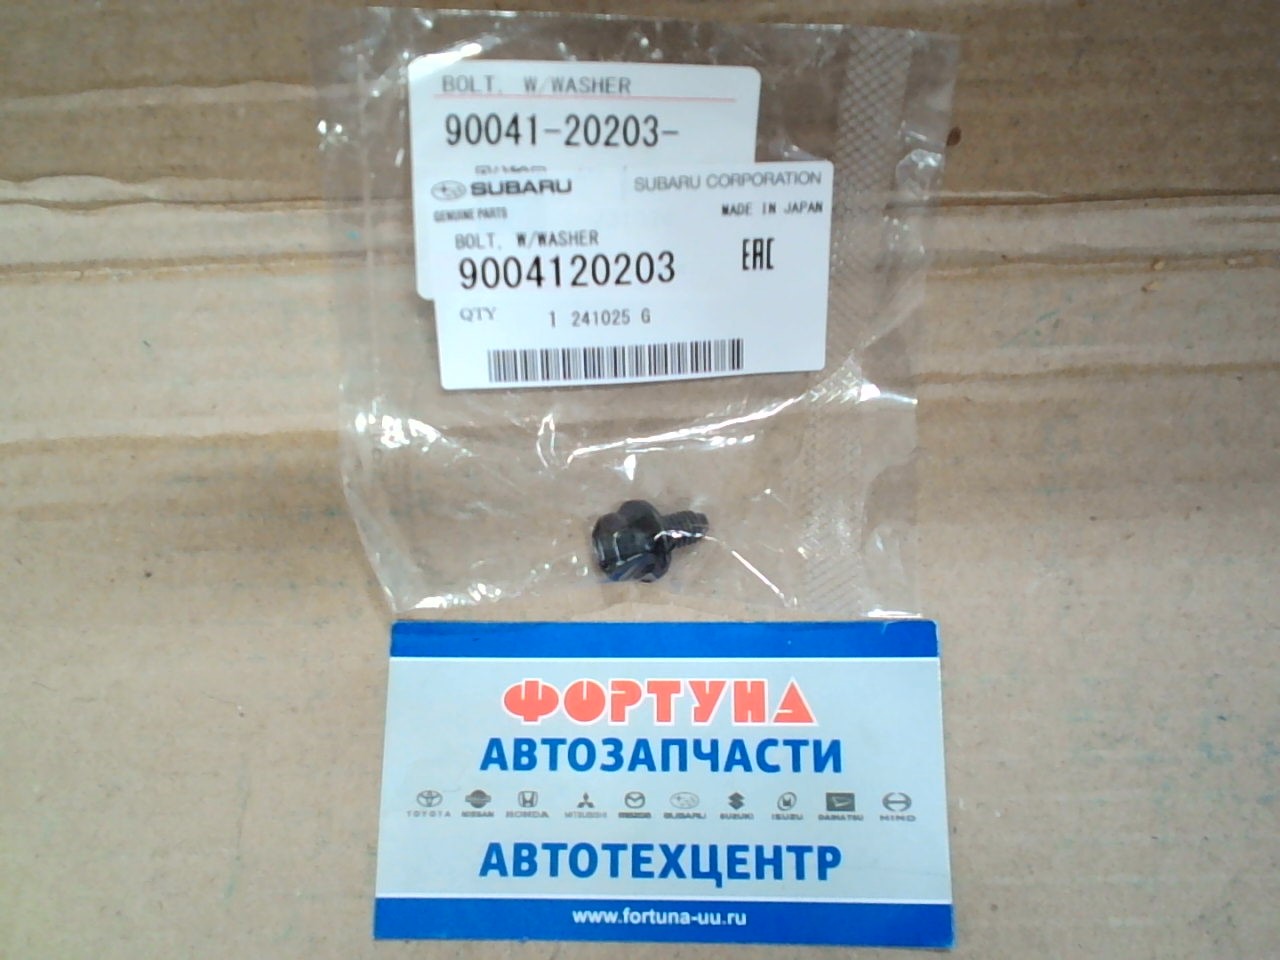 BOLT, W/WASHER
90041-20203-
SUBARU
SUBARU CORPORATION
GENUINE PARTS
MADE IN JAPAN
BOLT, W/WASHER
9004120203
EAC
QTY 1 241025 G
ФОРТУНА
АВТОЗАПЧАСТИ
TOYOTA NISSAN HONDA MITSUBISHI MAZDA SUBARU SUZUKI ISUZU DAIHATSU HINO
АВТОТЕХЦЕНТР
www.fortuna-uu.ru